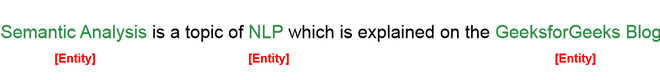 Semantic Analysis is a topic of NLP which is explained on the GeeksforGeeks Blog
[Entity] [Entity] [Entity]